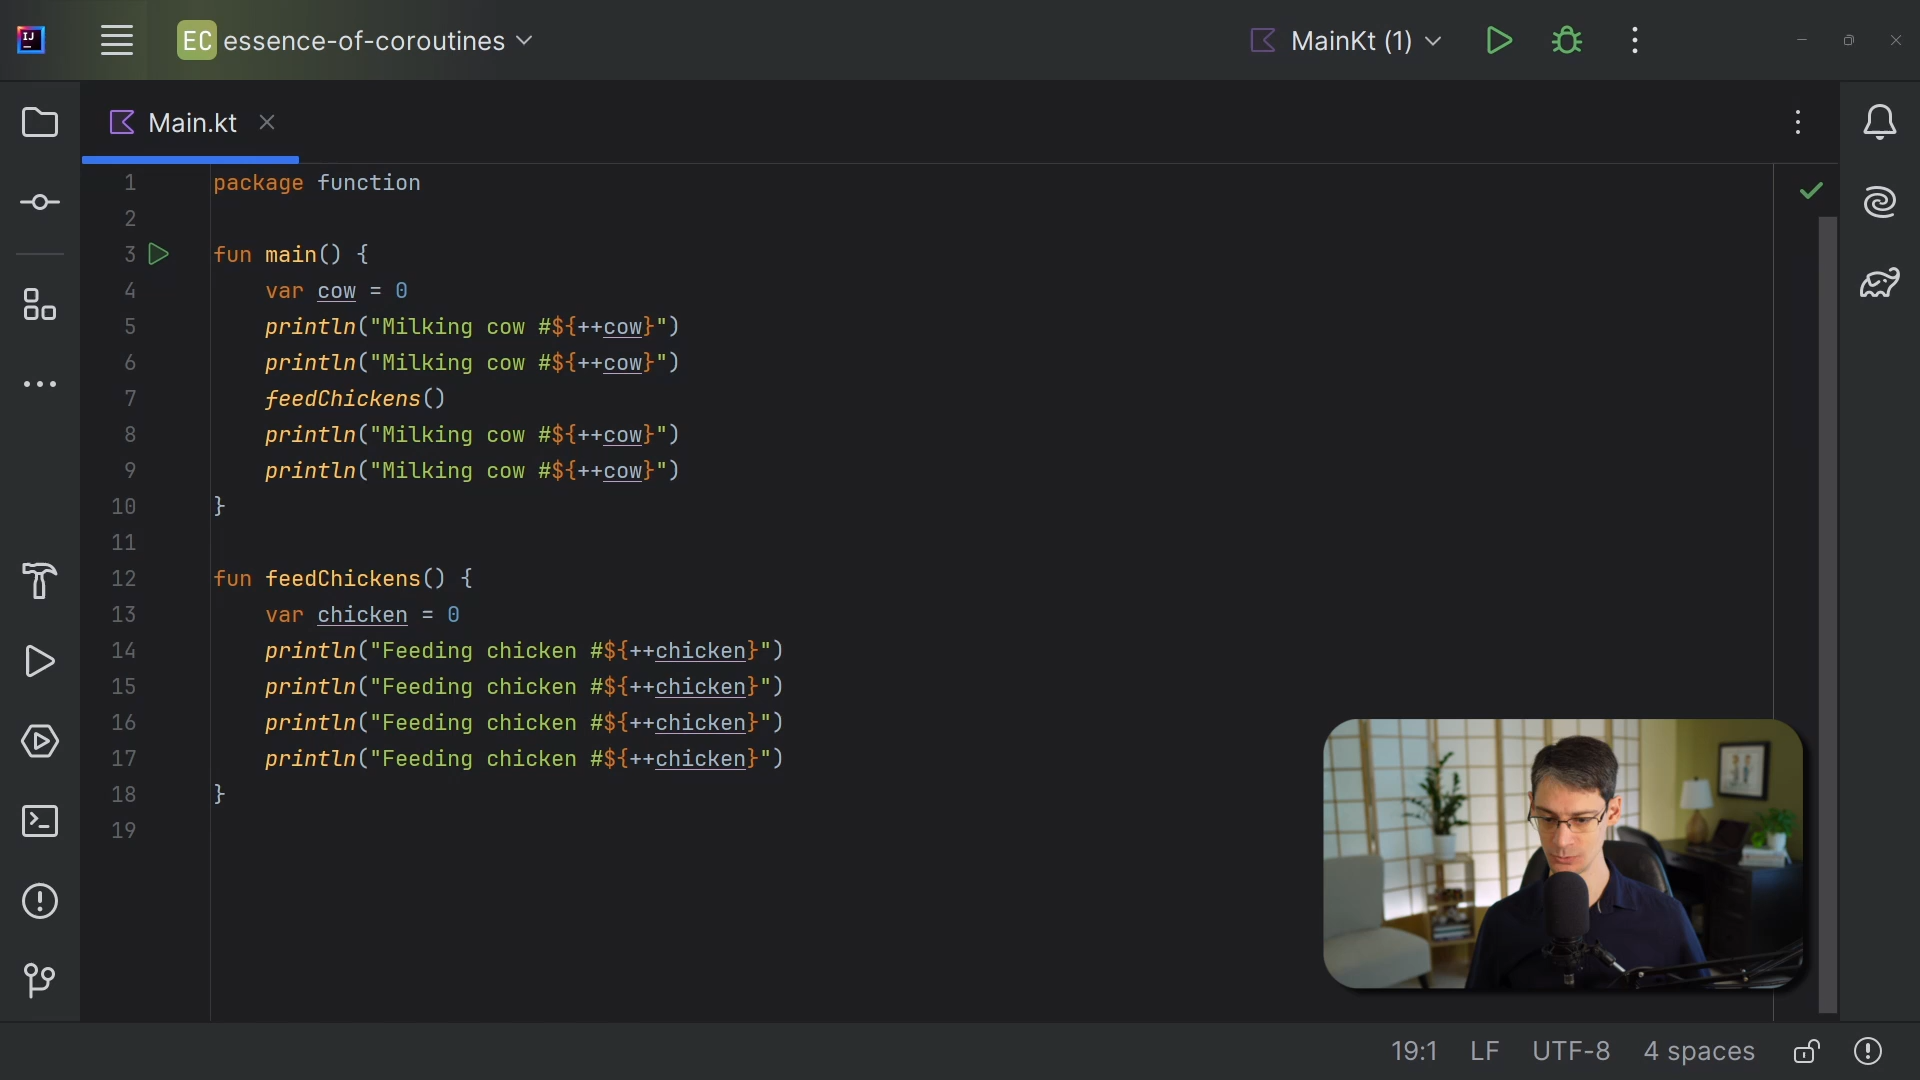 IJ
EC essence-of-coroutines
MainKt (1)
Main.kt
1 package function
2
3 fun main() {
4     var cow = 0
5     println("Milking cow #${++cow}")
6     println("Milking cow #${++cow}")
7     feedChickens()
8     println("Milking cow #${++cow}")
9     println("Milking cow #${++cow}")
10 }
11
12 fun feedChickens() {
13     var chicken = 0
14     println("Feeding chicken #${++chicken}")
15     println("Feeding chicken #${++chicken}")
16     println("Feeding chicken #${++chicken}")
17     println("Feeding chicken #${++chicken}")
18 }
19
19:1 LF UTF-8 4 spaces